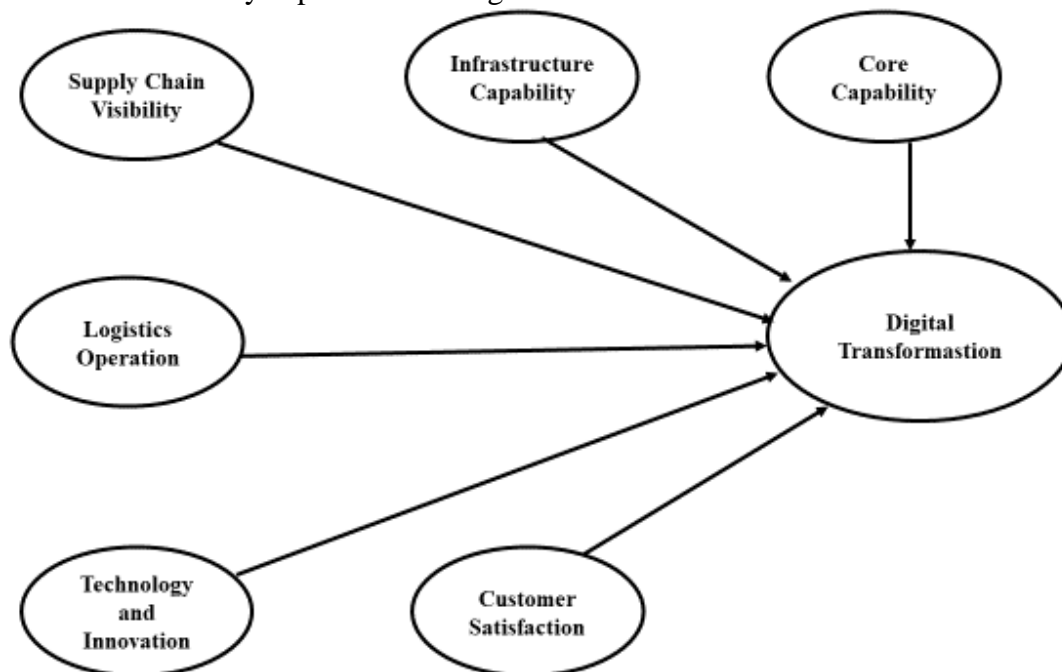 Supply Chain
Visibility
Infrastructure
Capability
Core
Capability
Logistics
Operation
Digital
Transformastion
Technology
and
Innovation
Customer
Satisfaction